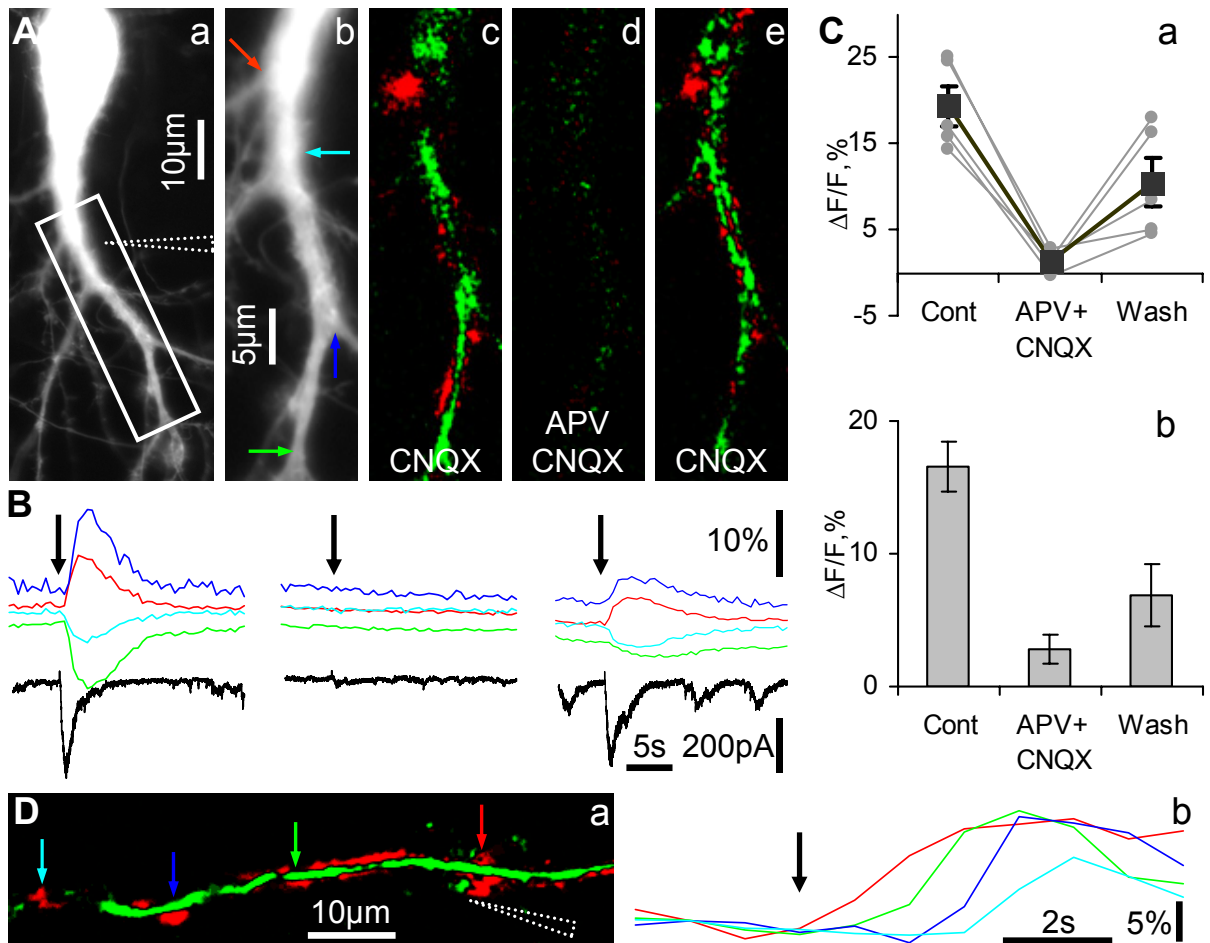 A
a
10µm
b
5µm
c
CNQX
d
APV
CNQX
e
CNQX
B
10%
5s
200pA
C
a
ΔF/F, %
25
15
5
-5
Cont
APV+
CNQX
Wash
b
ΔF/F, %
20
10
0
Cont
APV+
CNQX
Wash
D
a
10µm
b
2s
5%